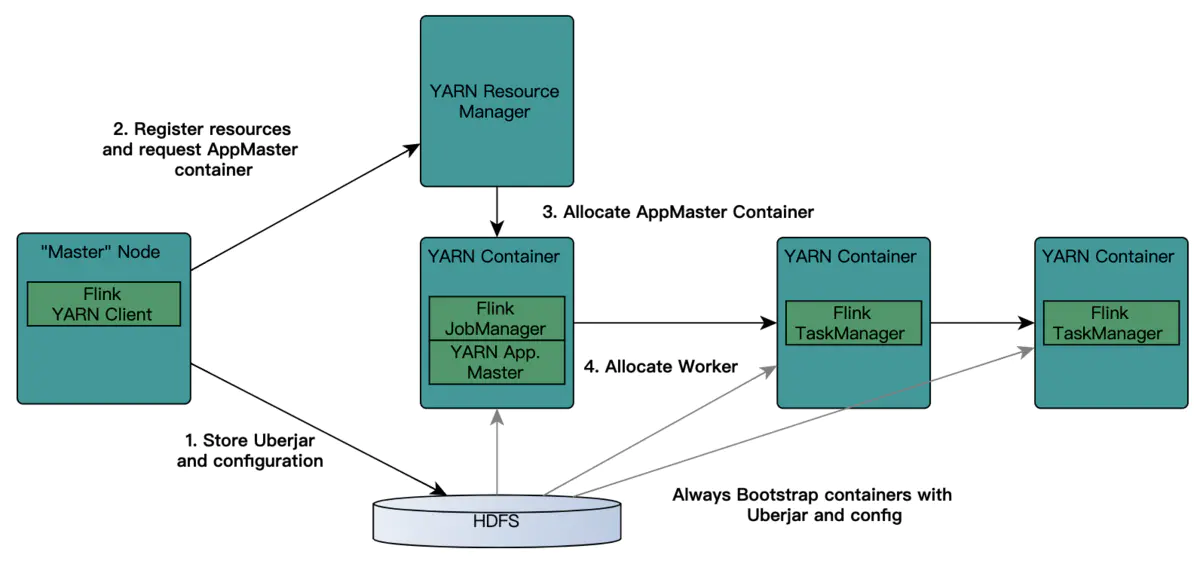 YARN Resource
Manager
2. Register resources
and request AppMaster
container
3. Allocate AppMaster Container
"Master" Node
Flink
YARN Client
YARN Container
Flink
JobManager
YARN App.
Master
YARN Container
Flink
TaskManager
YARN Container
Flink
TaskManager
4. Allocate Worker
1. Store Uberjar
and configuration
Always Bootstrap containers with
Uberjar and config
HDFS